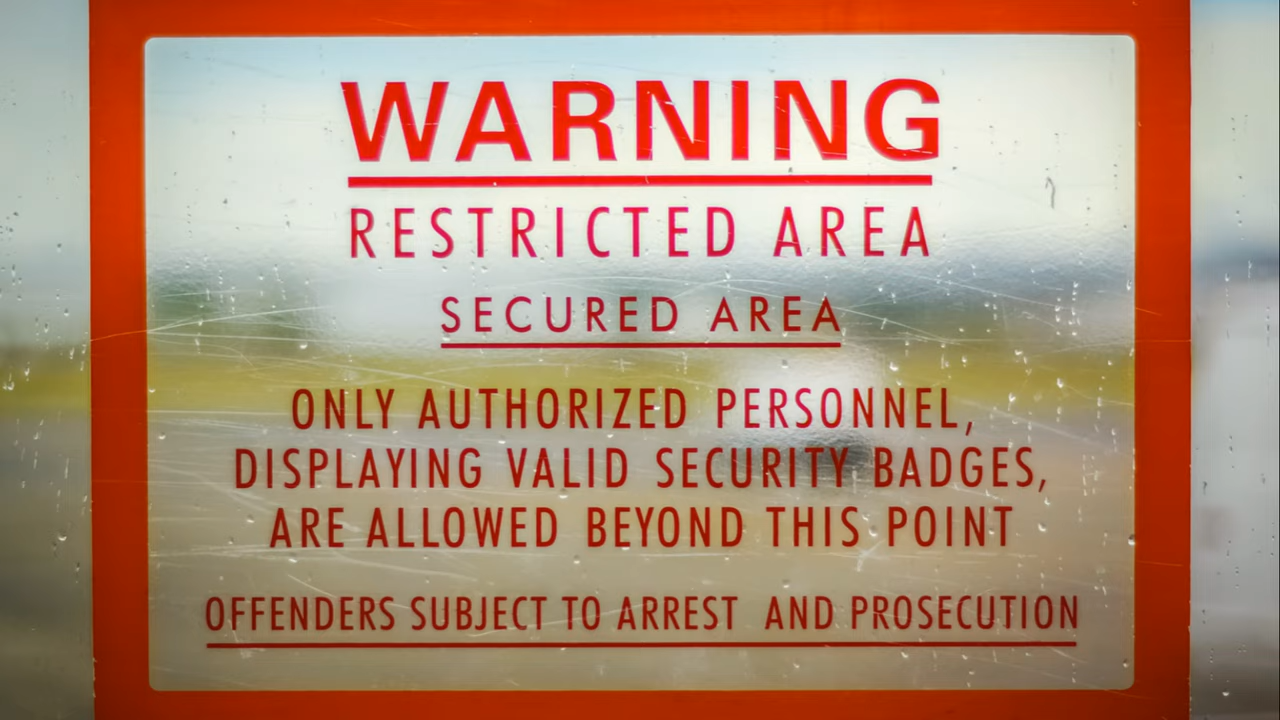 WARNING
RESTRICTED AREA
SECURED AREA
ONLY AUTHORIZED PERSONNEL,
DISPLAYING VALID SECURITY BADGES,
ARE ALLOWED BEYOND THIS POINT
OFFENDERS SUBJECT TO ARREST AND PROSECUTION